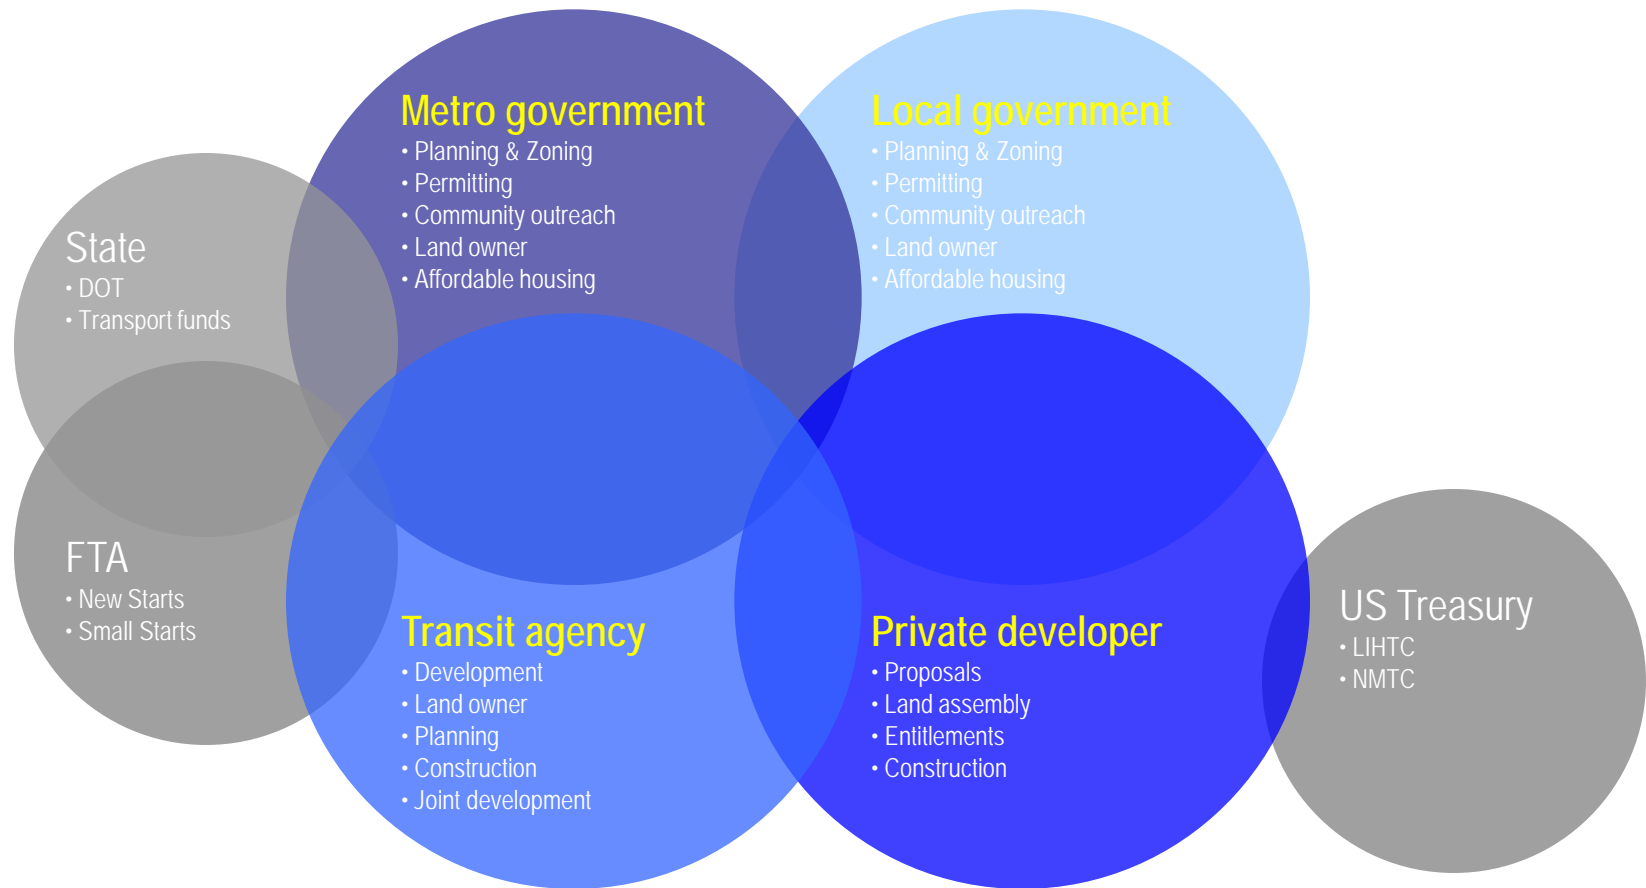 Metro government
• Planning & Zoning
• Permitting
• Community outreach
• Land owner
• Affordable housing
Local government
• Planning & Zoning
• Permitting
• Community outreach
• Land owner
• Affordable housing
State
• DOT
• Transport funds
FTA
• New Starts
• Small Starts
Transit agency
• Development
• Land owner
• Planning
• Construction
• Joint development
Private developer
• Proposals
• Land assembly
• Entitlements
• Construction
US Treasury
• LIHTC
• NMTC